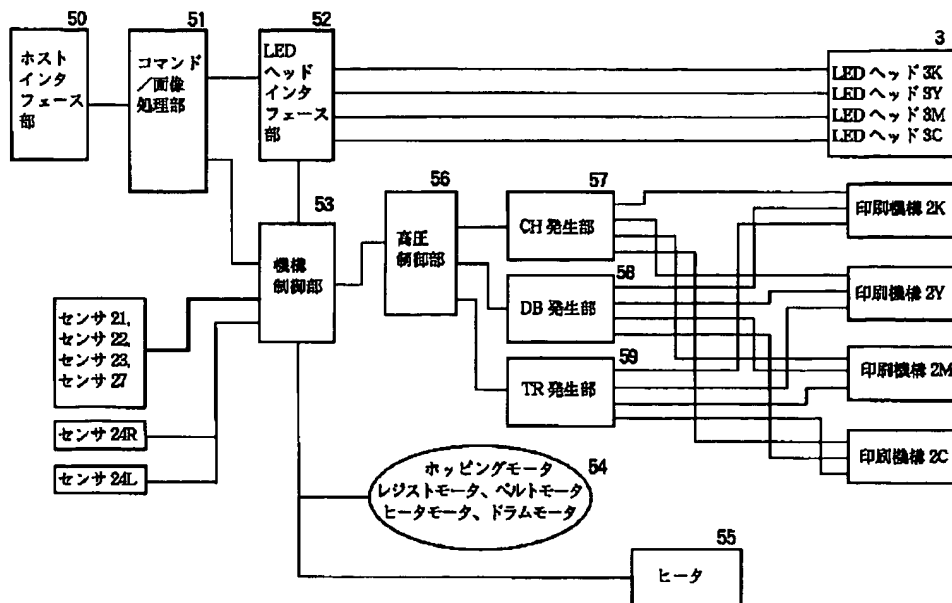 50
ホスト
インタ
フェース
部
51
コマンド
／画像
処理部
52
LED
ヘッド
インタ
フェース
部
3
LED ヘッド 3K
LED ヘッド 3Y
LED ヘッド 3M
LED ヘッド 3C
53
機構
制御部
56
高圧
制御部
57
CH 発生部
58
DB 発生部
59
TR 発生部
印刷機構 2K
印刷機構 2Y
印刷機構 2M
印刷機構 2C
センサ 21,
センサ 22,
センサ 23,
センサ 27
センサ 24R
センサ 24L
54
ホッピングモータ
レジストモータ、ベルトモータ
ヒータモータ、ドラムモータ
55
ヒータ